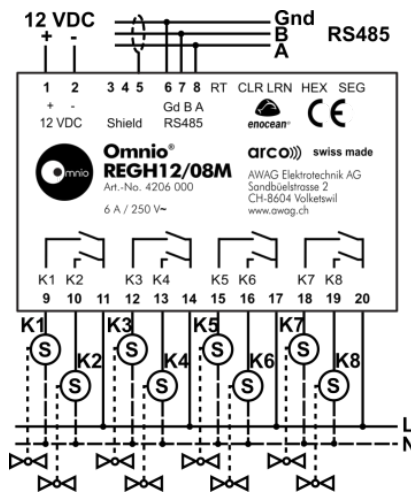 12 VDC Gnd
+ - B RS485
A
1 2 3 4 5 6 7 8 RT CLR LRN HEX SEG
+ - Gd B A
12 VDC Shield RS485 enocean® CE
Omnio Omnio® arco))) swiss made
REGH12/08M AWAG Elektrotechnik AG
Art.-No. 4206 000 Sandbüelstrasse 2
CH-8604 Volketswil
6 A / 250 V~ www.awag.ch
K1 K2 K3 K4 K5 K6 K7 K8
9 10 11 12 13 14 15 16 17 18 19 20
K1 K3 K5 K7
S S S S
K2 K4 K6 K8
S S S S
L
N